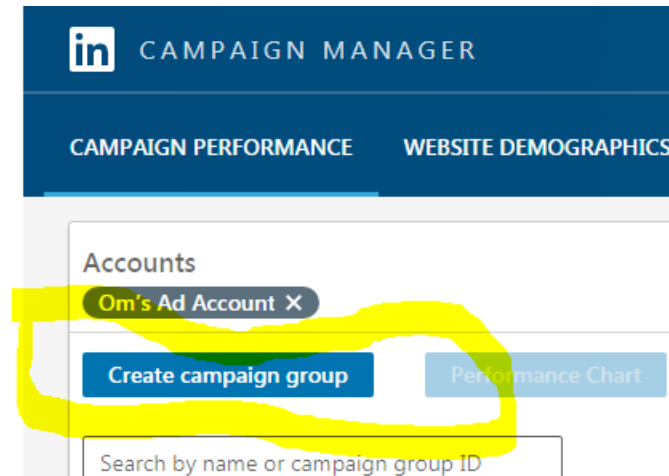 in CAMPAIGN MANAGER
CAMPAIGN PERFORMANCE WEBSITE DEMOGRAPHICS
Accounts
Om's Ad Account ×
Create campaign group Performance Chart
Search by name or campaign group ID